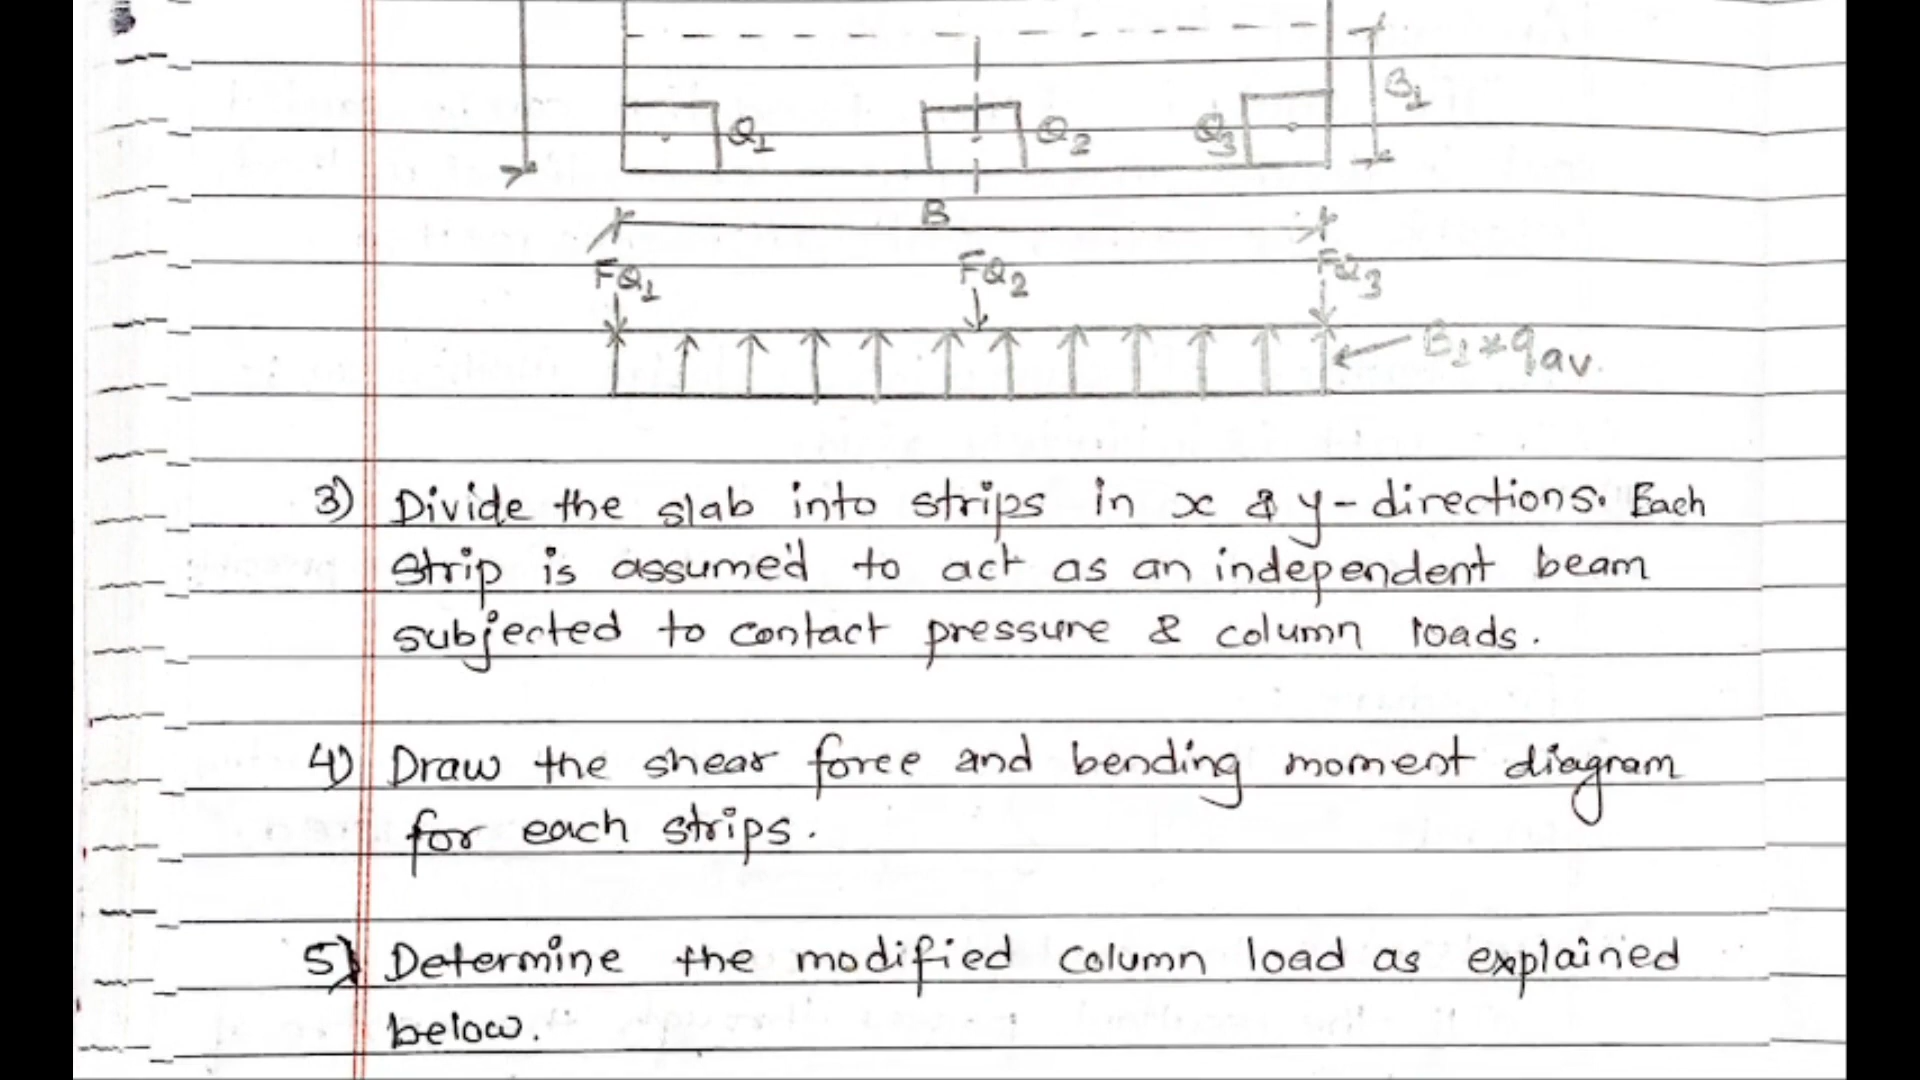 B1
Q1 Q2 Q3
B
FQ1 FQ2 FQ3
B1 * qav.
3) Divide the slab into strips in x & y-directions. Each
strip is assumed to act as an independent beam
subjected to contact pressure & column loads.
4) Draw the shear force and bending moment diagram
for each strips.
5) Determine the modified column load as explained
below.